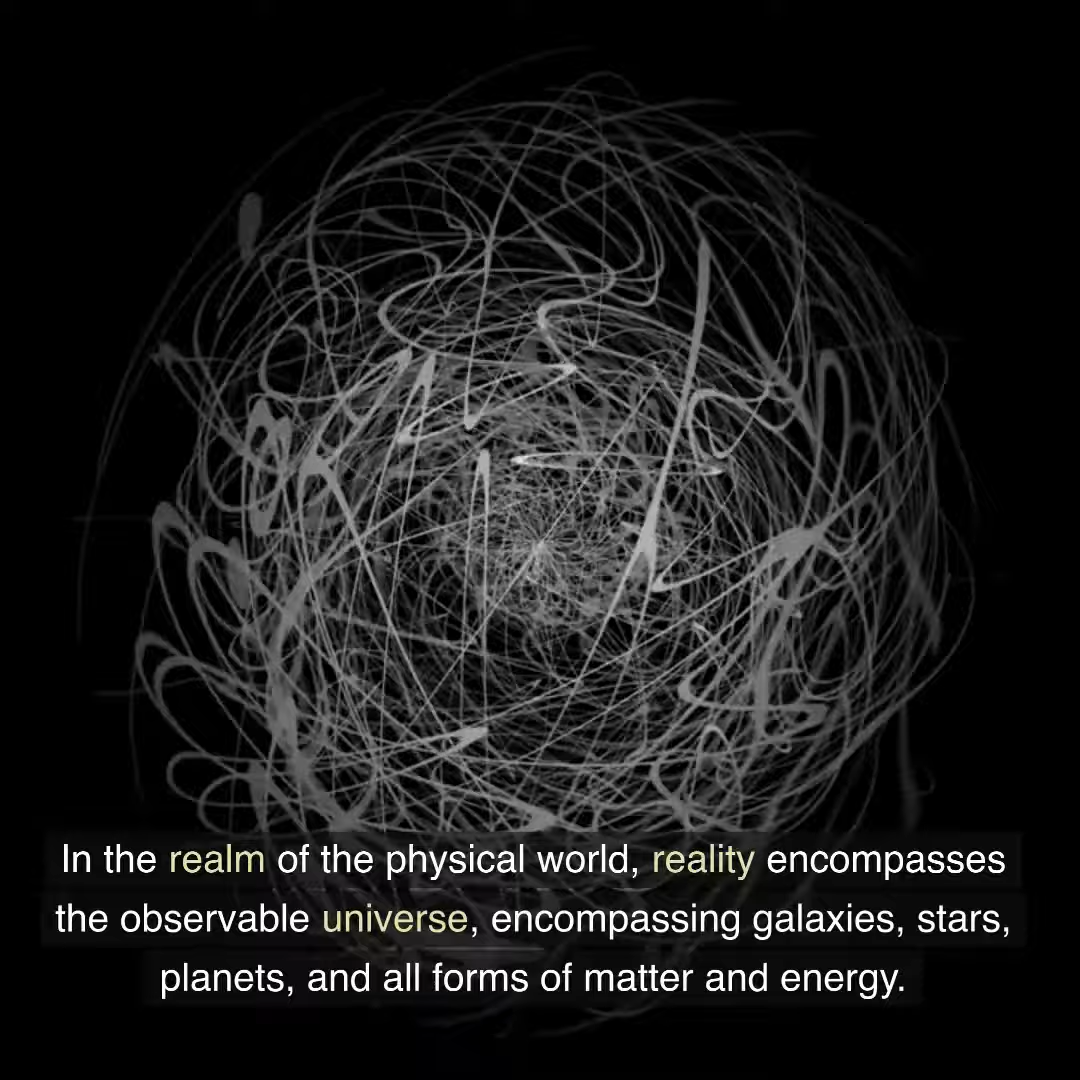 In the realm of the physical world, reality encompasses
the observable universe, encompassing galaxies, stars,
planets, and all forms of matter and energy.